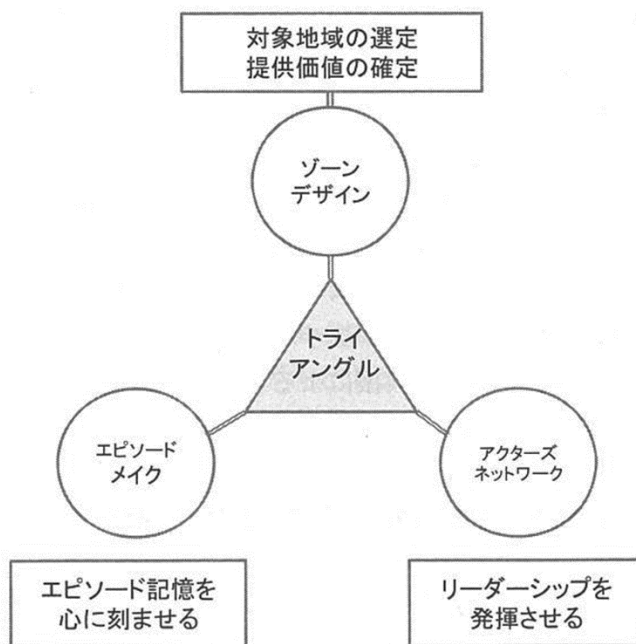 対象地域の選定
提供価値の確定
ゾーン
デザイン
トライ
アングル
エピソード
メイク
アクターズ
ネットワーク
エピソード記憶を
心に刻ませる
リーダーシップを
発揮させる